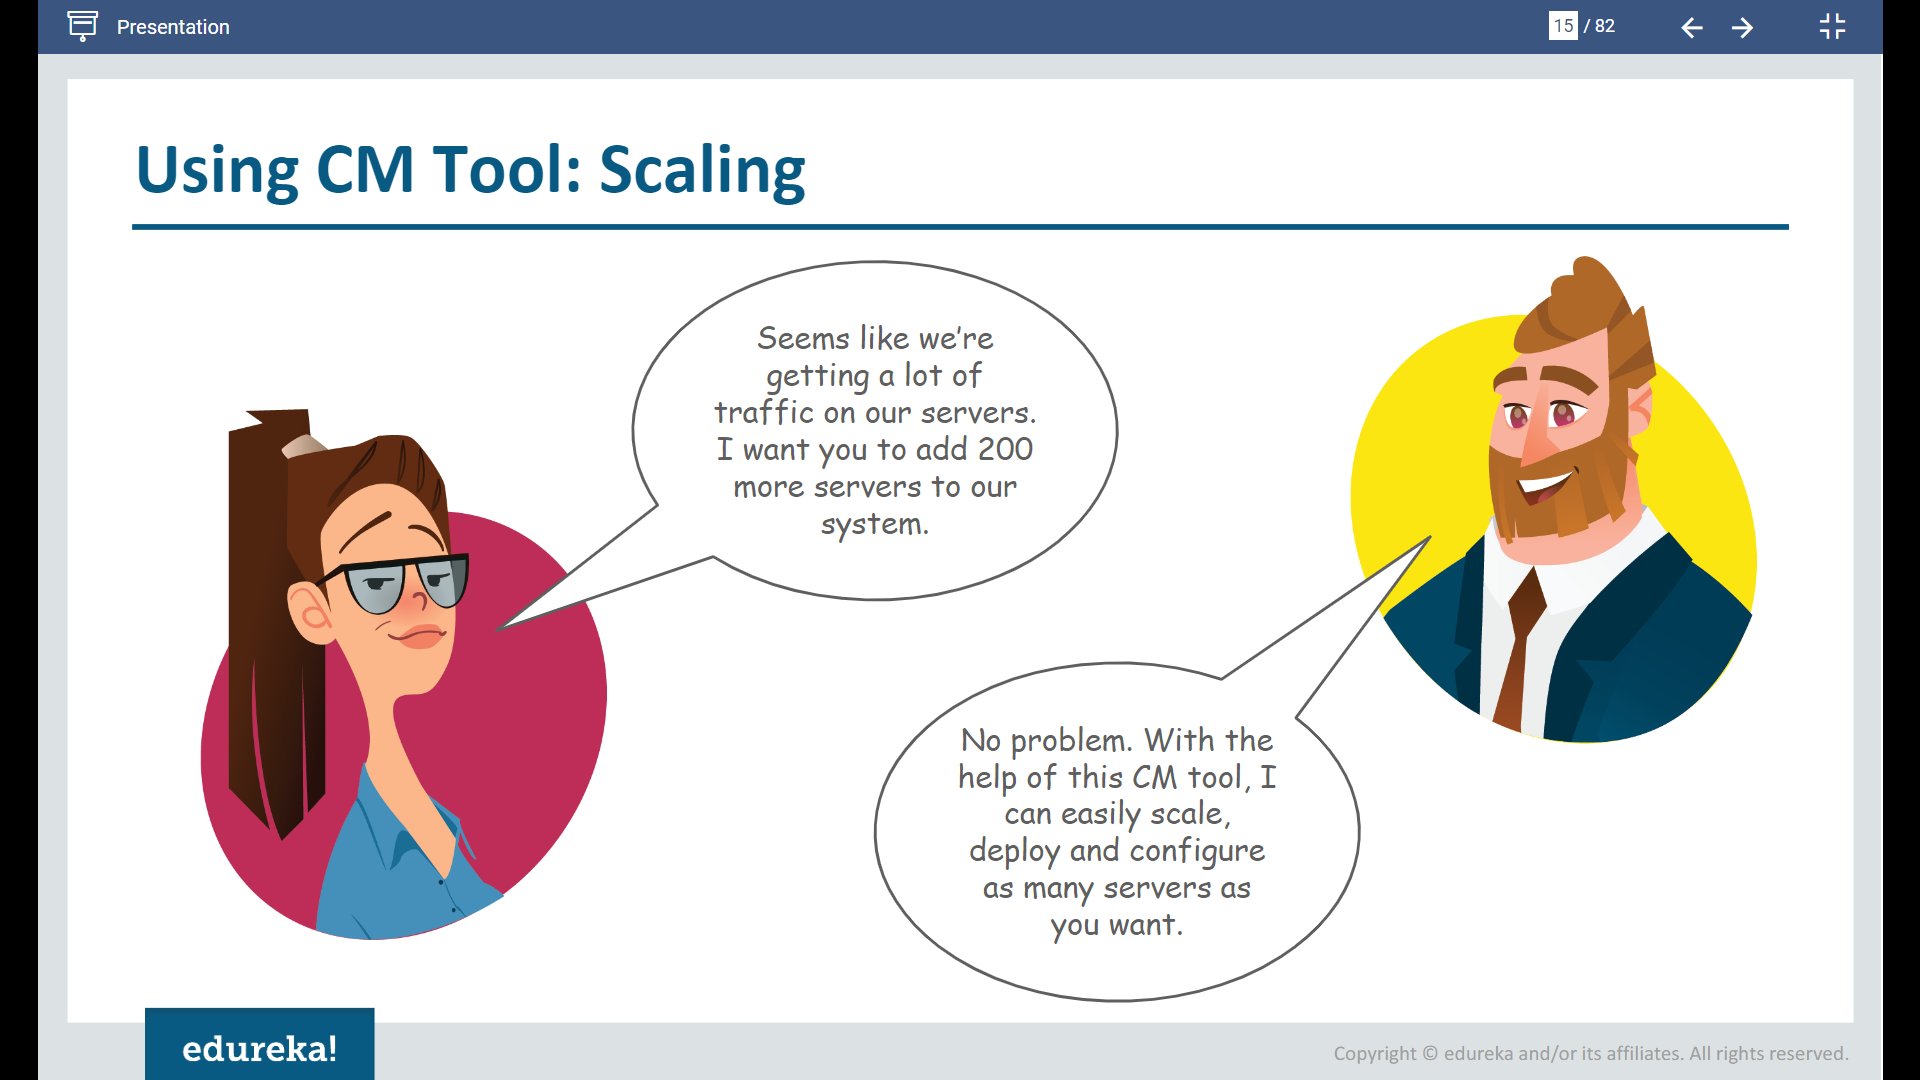 Presentation
15 / 82
Using CM Tool: Scaling
Seems like we're
getting a lot of
traffic on our servers.
I want you to add 200
more servers to our
system.
No problem. With the
help of this CM tool, I
can easily scale,
deploy and configure
as many servers as
you want.
edureka!
Copyright © edureka and/or its affiliates. All rights reserved.